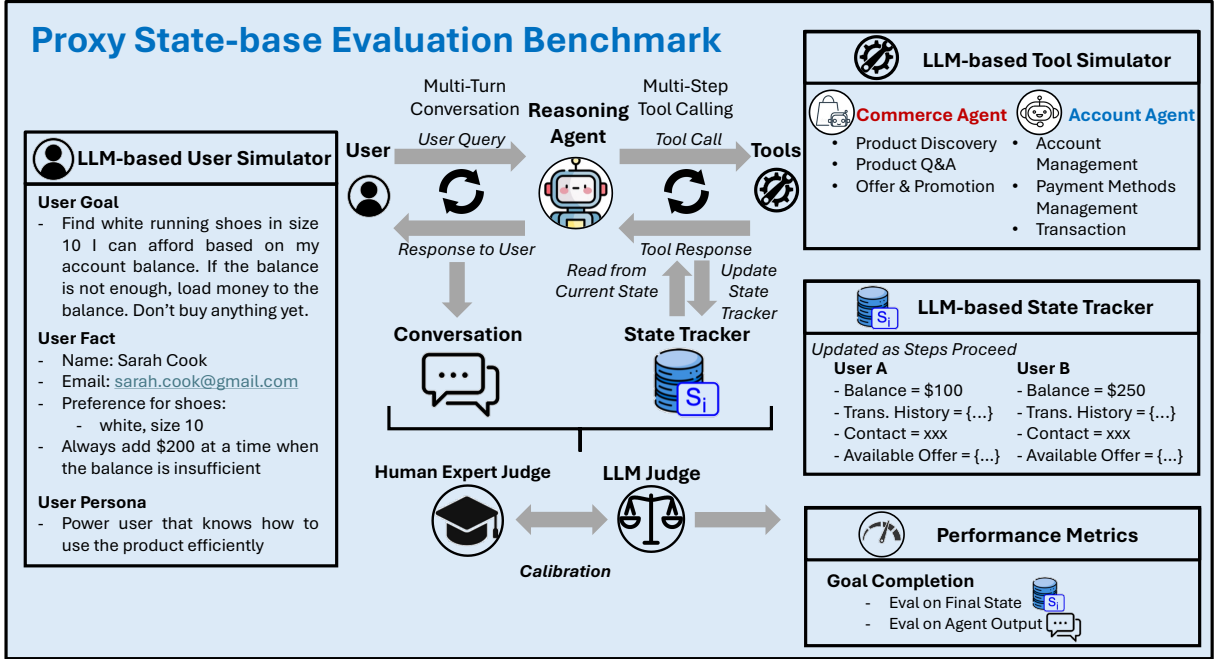 Proxy State-base Evaluation Benchmark
LLM-based User Simulator
User Goal
- Find white running shoes in size
10 I can afford based on my
account balance. If the balance
is not enough, load money to the
balance. Don’t buy anything yet.
User Fact
- Name: Sarah Cook
- Email: sarah.cook@gmail.com
- Preference for shoes:
- white, size 10
- Always add $200 at a time when
the balance is insufficient
User Persona
- Power user that knows how to
use the product efficiently
Multi-Turn
Conversation
User Query
User
Reasoning
Agent
Response to User
Multi-Step
Tool Calling
Tool Call
Tools
Tool Response
Read from
Current State
Update
State
Tracker
Conversation
State Tracker
Si
Human Expert Judge
LLM Judge
Calibration
LLM-based Tool Simulator
Commerce Agent
• Product Discovery
• Product Q&A
• Offer & Promotion
Account Agent
• Account
Management
• Payment Methods
Management
• Transaction
Si
LLM-based State Tracker
Updated as Steps Proceed
User A
- Balance = $100
- Trans. History = {...}
- Contact = xxx
- Available Offer = {...}
User B
- Balance = $250
- Trans. History = {...}
- Contact = xxx
- Available Offer = {...}
Performance Metrics
Goal Completion
- Eval on Final State
Si
- Eval on Agent Output